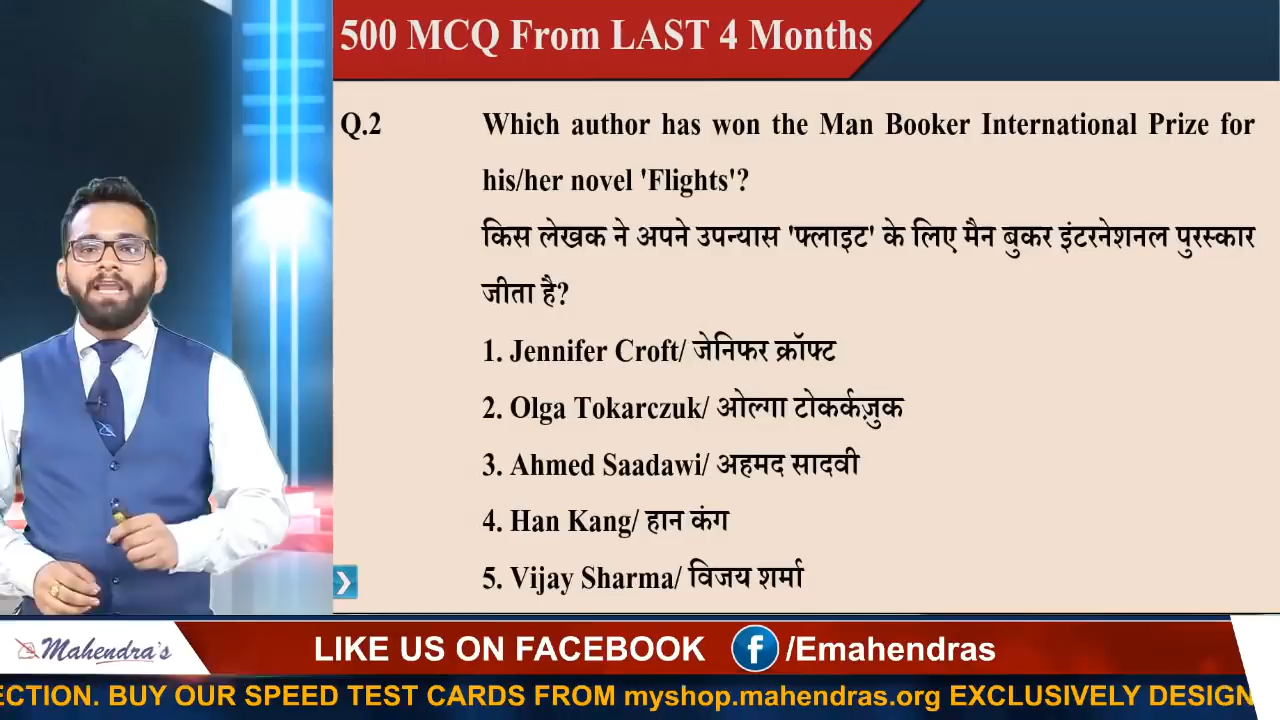 500 MCQ From LAST 4 Months
Q.2 Which author has won the Man Booker International Prize for
his/her novel 'Flights'?
किस लेखक ने अपने उपन्यास 'फ्लाइट' के लिए मैन बुकर इंटरनेशनल पुरस्कार
जीता है?
1. Jennifer Croft/ जेनिफर क्रॉफ्ट
2. Olga Tokarczuk/ ओल्गा टोकर्कज़ुक
3. Ahmed Saadawi/ अहमद सादवी
4. Han Kang/ हान कंग
5. Vijay Sharma/ विजय शर्मा
Mahendra's
LIKE US ON FACEBOOK f /Emahendras
ECTION. BUY OUR SPEED TEST CARDS FROM myshop.mahendras.org EXCLUSIVELY DESIGN